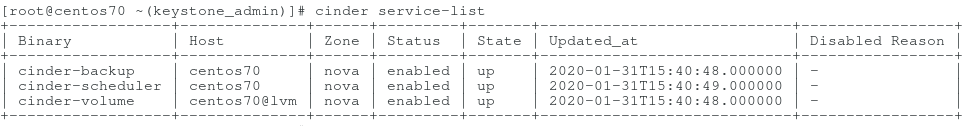 [root@centos70 ~(keystone_admin)]# cinder service-list
+------------------+--------------+------+---------+-------+----------------------------+-----------------+
| Binary           | Host         | Zone | Status  | State | Updated_at                 | Disabled Reason |
+------------------+--------------+------+---------+-------+----------------------------+-----------------+
| cinder-backup    | centos70     | nova | enabled | up    | 2020-01-31T15:40:48.000000 | -               |
| cinder-scheduler | centos70     | nova | enabled | up    | 2020-01-31T15:40:49.000000 | -               |
| cinder-volume    | centos70@lvm | nova | enabled | up    | 2020-01-31T15:40:48.000000 | -               |
+------------------+--------------+------+---------+-------+----------------------------+-----------------+